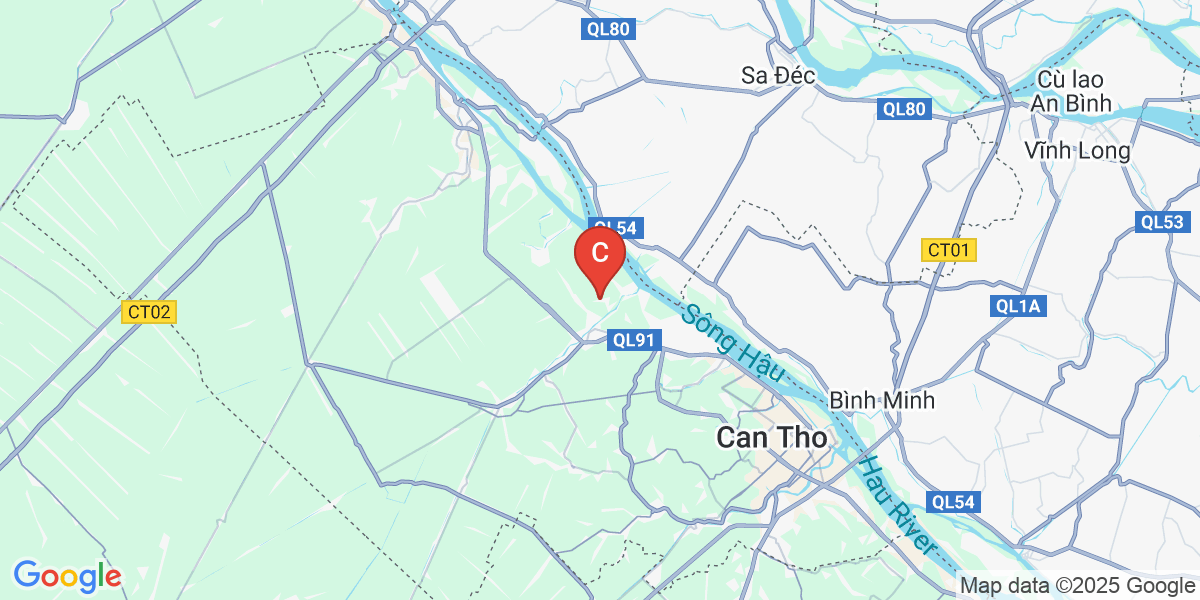 QL80
Sa Đéc
Cù lao
An Bình
QL80
Vĩnh Long
QL54
QL53
C
CT01
CT02
QL1A
QL91
Sông Hậu
Bình Minh
Can Tho
Hau River
QL54
Google
Map data ©2025 Google